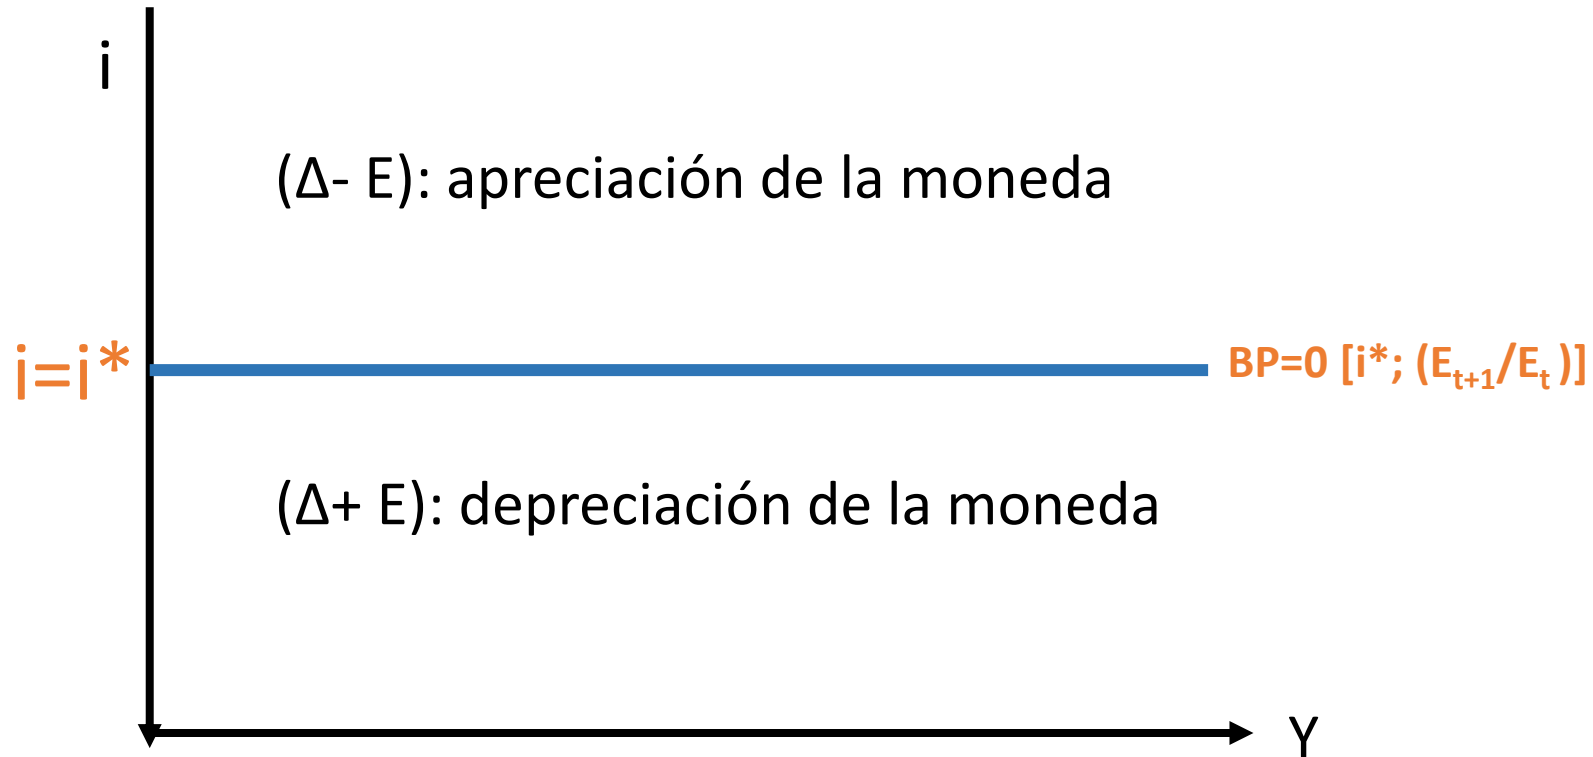 i
(Δ- E): apreciación de la moneda
i=i*
BP=0 [i*; (Eₜ₊₁/Eₜ )]
(Δ+ E): depreciación de la moneda
Y